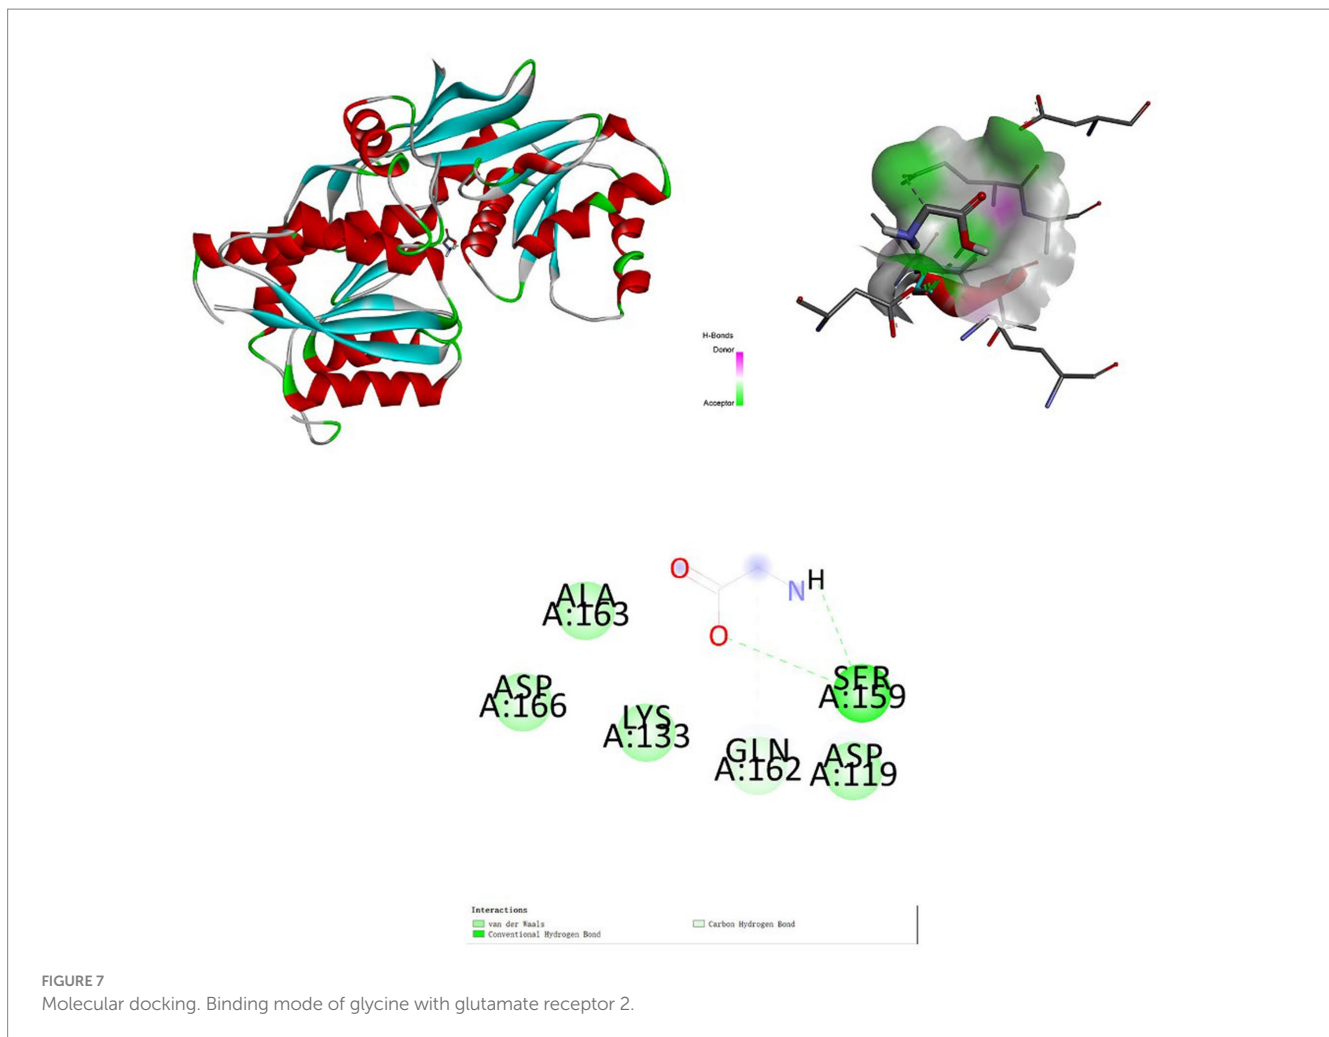 H-Bonds
Donor
Acceptor
O
H
N
O
ALA
A:163
SER
A:159
ASP
A:166
LYS
A:133
GLN
A:162
ASP
A:119
Interactions
van der Waals
Carbon Hydrogen Bond
Conventional Hydrogen Bond
FIGURE 7
Molecular docking. Binding mode of glycine with glutamate receptor 2.